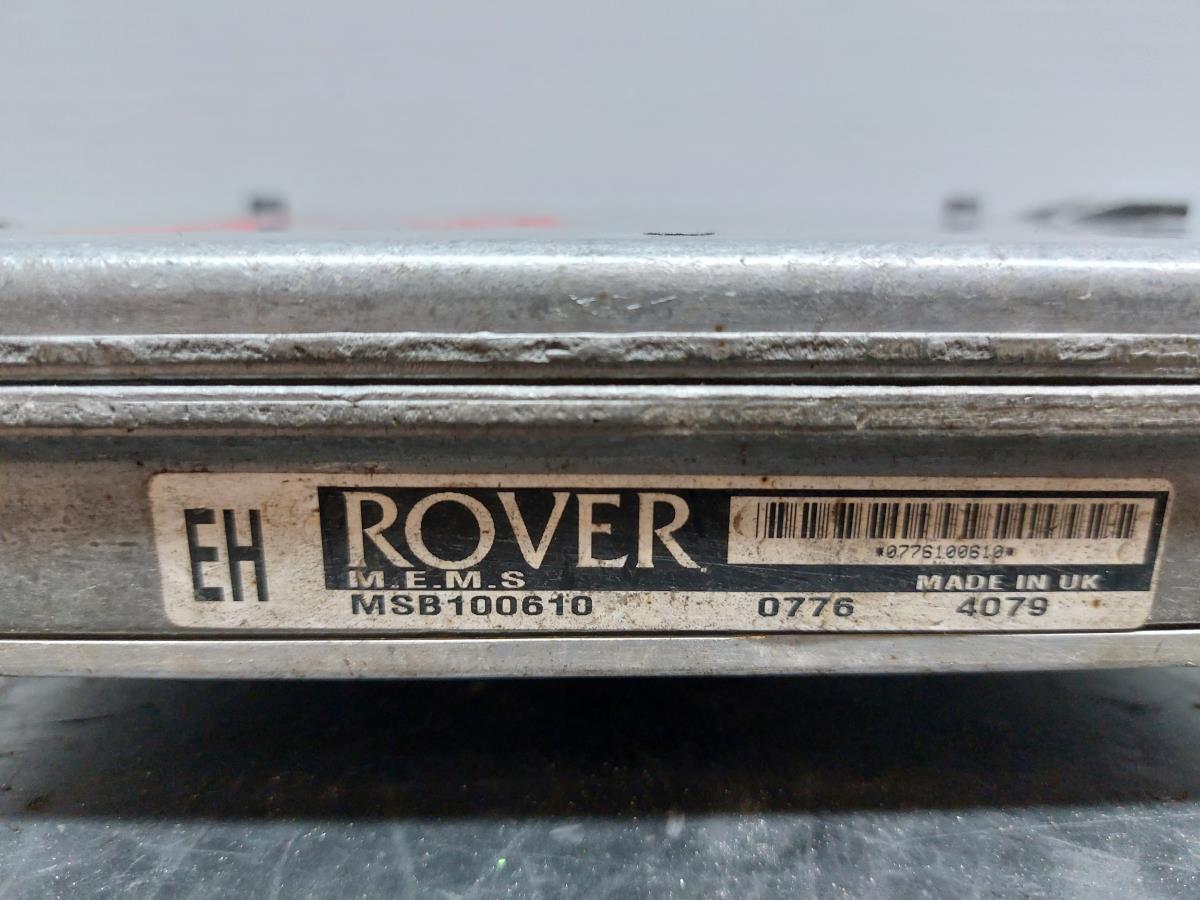 EH
ROVER
*0776100610*
M.E.M.S MADE IN UK
MSB100610 0776 4079